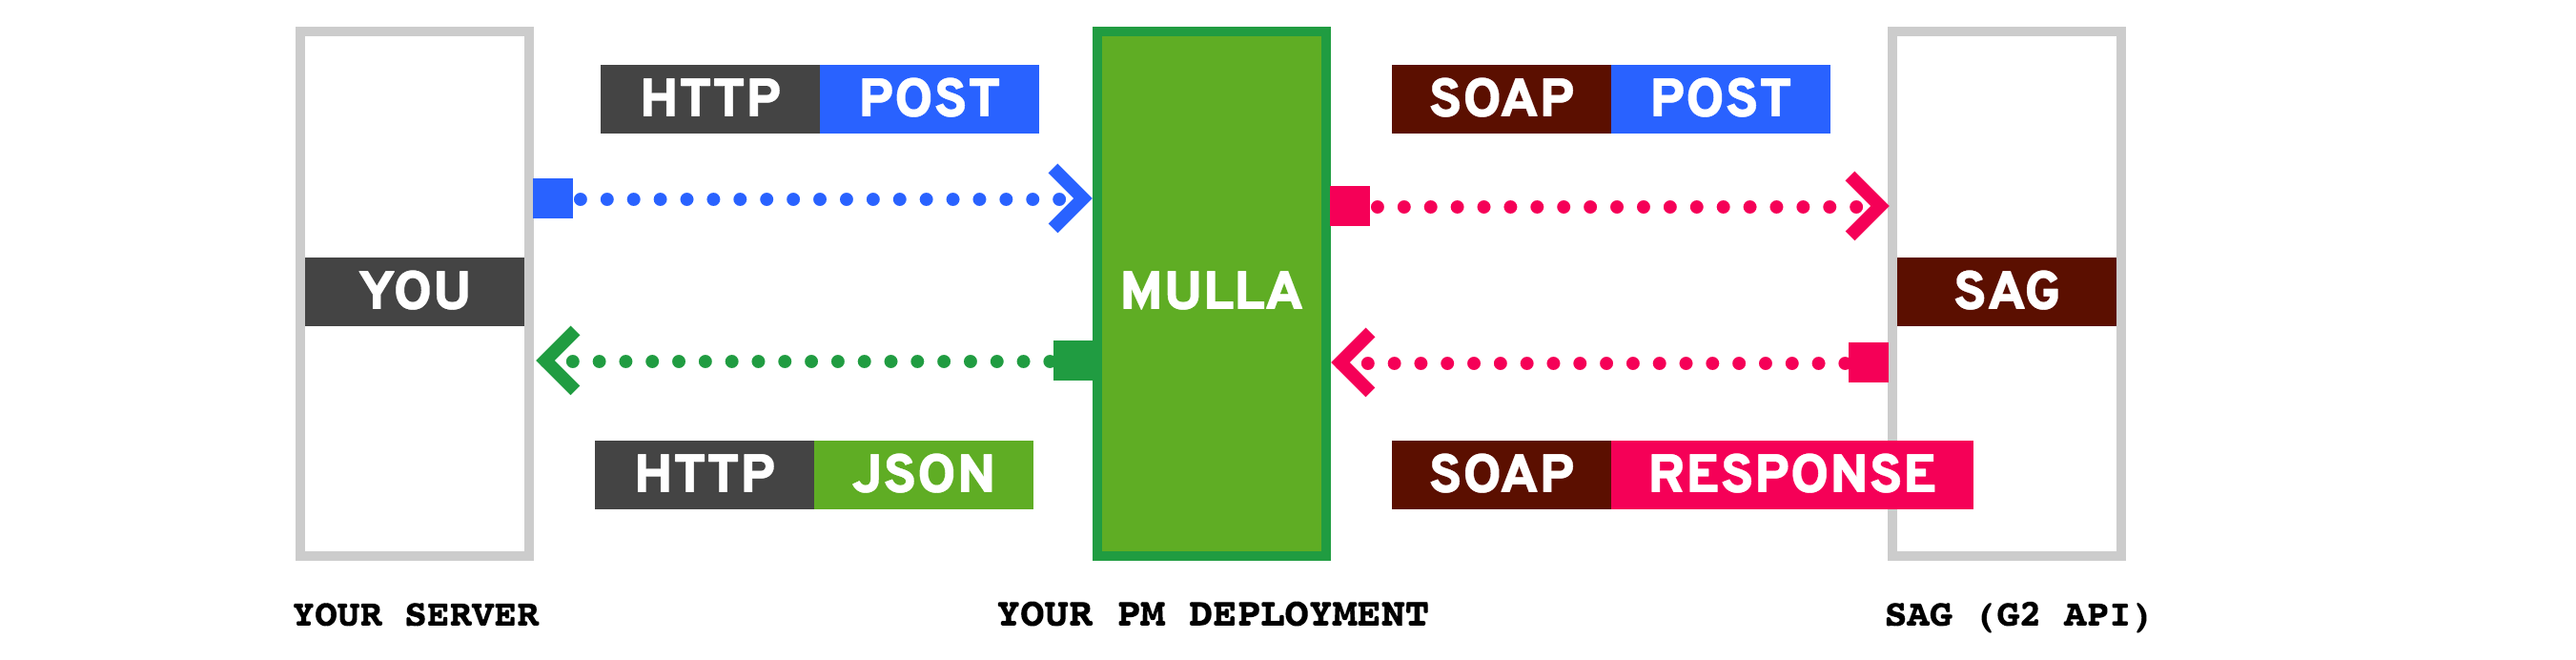 HTTP POST
SOAP POST
YOU
MULLA
SAG
HTTP JSON
SOAP RESPONSE
YOUR SERVER
YOUR PM DEPLOYMENT
SAG (G2 API)